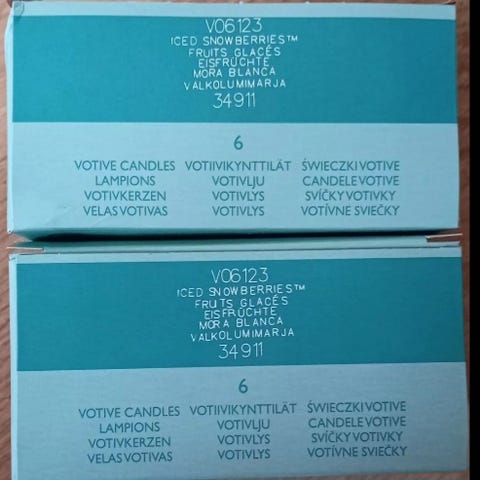 V06123
ICED SNOWBERRIES™
FRUITS GLACÉS
EISFRÜCHTE
MORA BLANCA
VALKOLUMIMARJA
34911
6
VOTIVE CANDLES VOTIIVIKYNTTILÄT ŚWIECZKI VOTIVE
LAMPIONS VOTIVLJU CANDELE VOTIVE
VOTIVKERZEN VOTIVLYS SVÍČKY VOTIVKY
VELAS VOTIVAS VOTIVLYS VOTÍVNE SVIEČKY
V06123
ICED SNOWBERRIES™
FRUITS GLACÉS
EISFRÜCHTE
MORA BLANCA
VALKOLUMIMARJA
34911
6
VOTIVE CANDLES VOTIIVIKYNTTILÄT ŚWIECZKI VOTIVE
LAMPIONS VOTIVLJU CANDELE VOTIVE
VOTIVKERZEN VOTIVLYS SVÍČKY VOTIVKY
VELAS VOTIVAS VOTIVLYS VOTÍVNE SVIEČKY